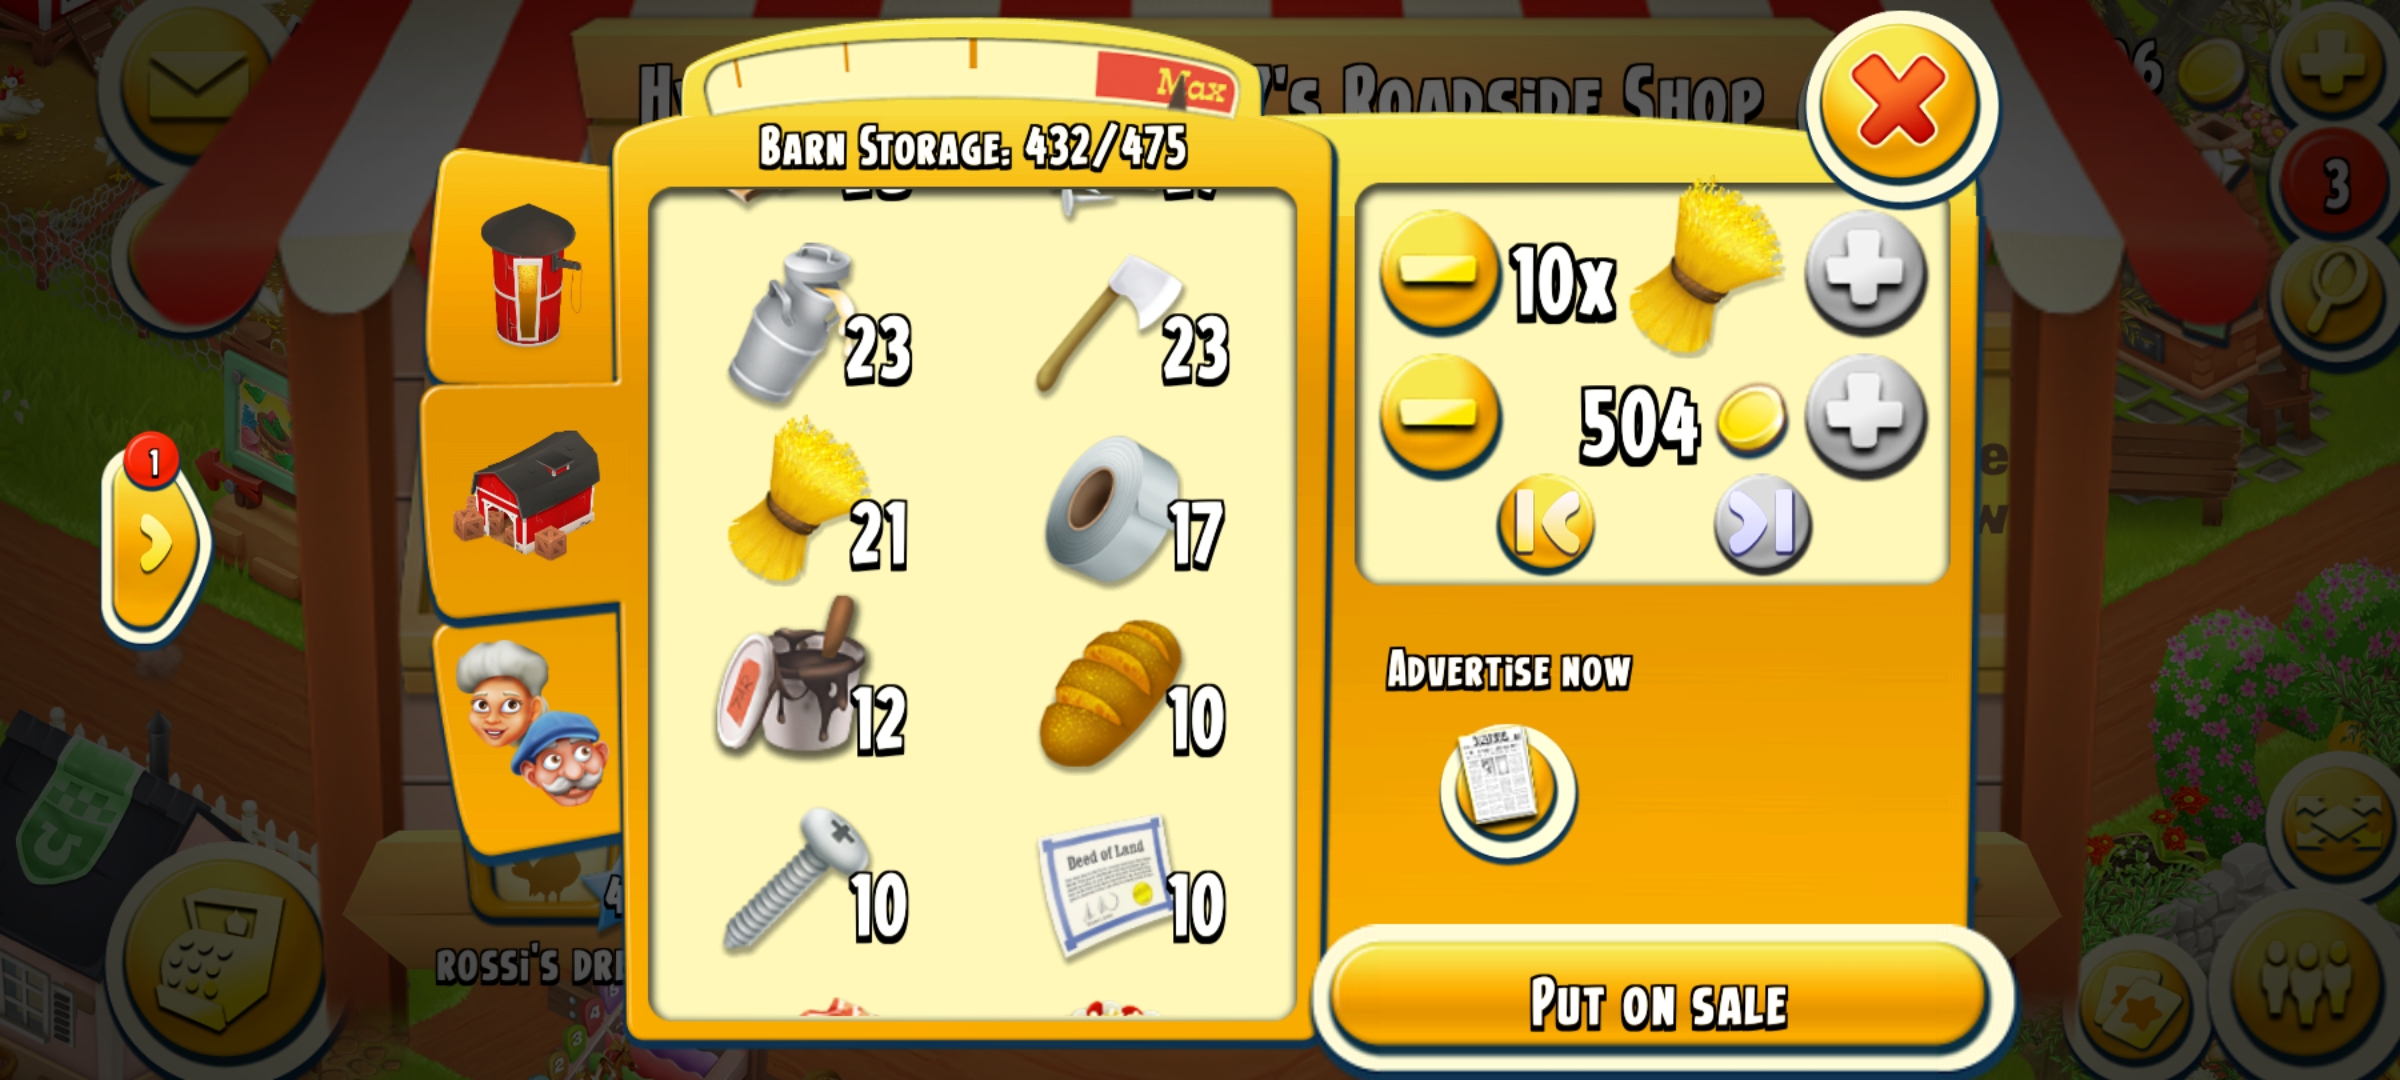 'S ROADSIDE SHOP
Max
BARN STORAGE: 432/475
3
23
23
10x
504
1
21
17
12
10
ADVERTISE NOW
Deed of Land
10
10
ROSSI'S DRI
PUT ON SALE